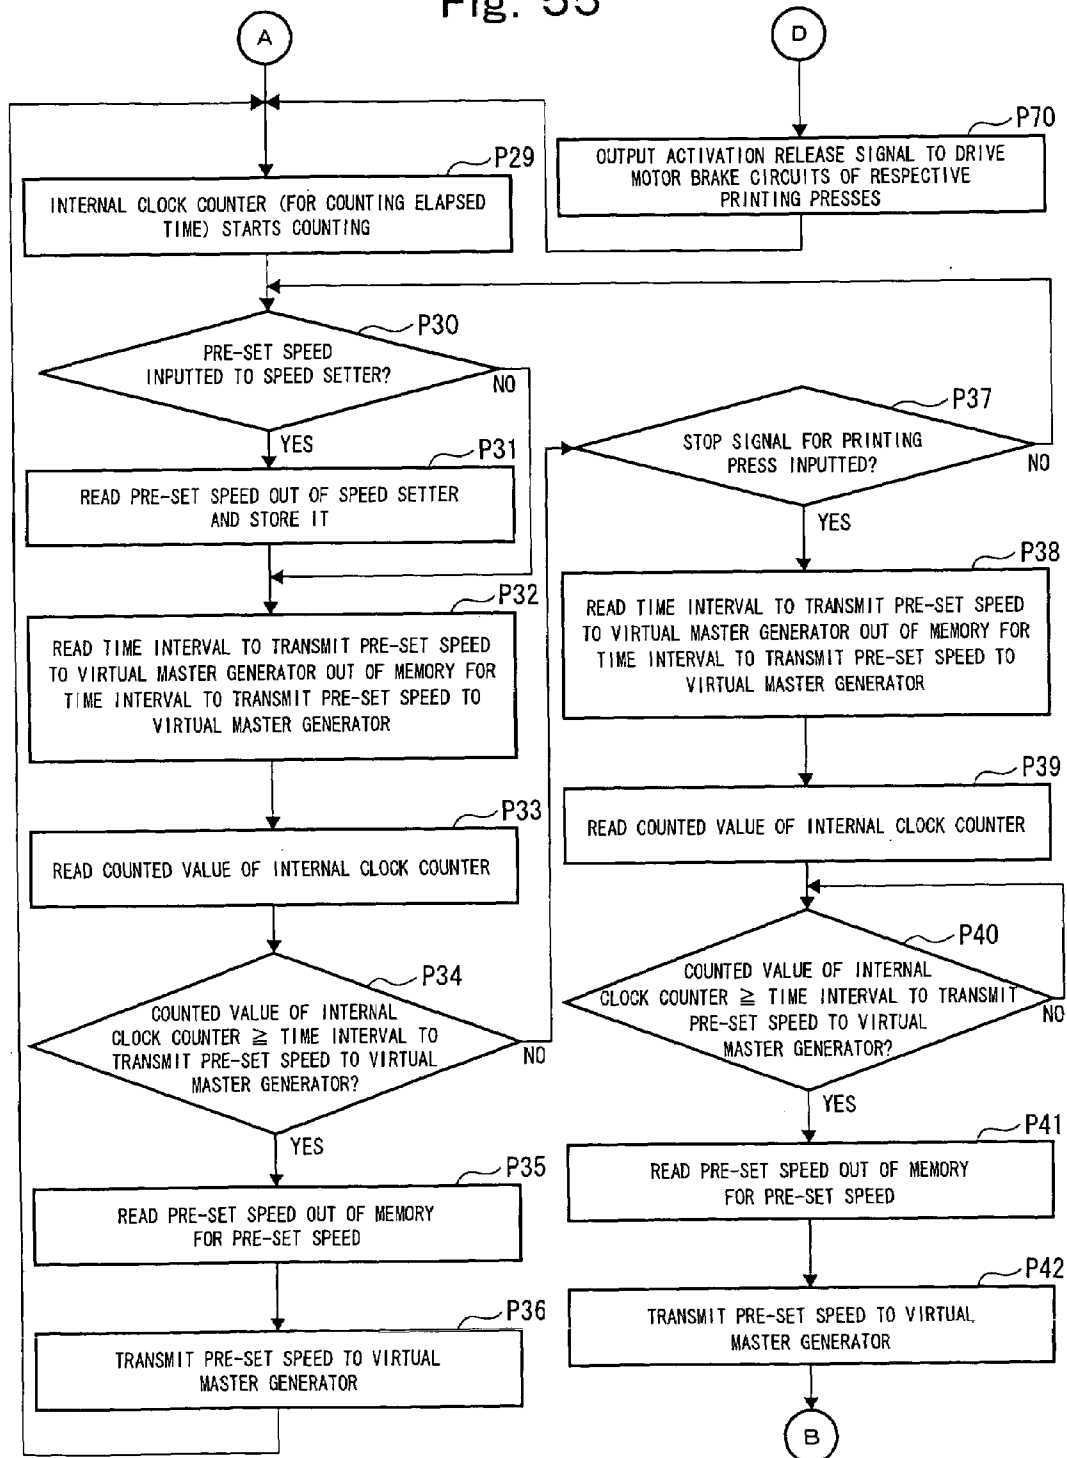 Fig. 55
A
P29
INTERNAL CLOCK COUNTER (FOR COUNTING ELAPSED
TIME) STARTS COUNTING
P30
PRE-SET SPEED
INPUTTED TO SPEED SETTER?
NO
YES
P31
READ PRE-SET SPEED OUT OF SPEED SETTER
AND STORE IT
P32
READ TIME INTERVAL TO TRANSMIT PRE-SET SPEED
TO VIRTUAL MASTER GENERATOR OUT OF MEMORY FOR
TIME INTERVAL TO TRANSMIT PRE-SET SPEED TO
VIRTUAL MASTER GENERATOR
P33
READ COUNTED VALUE OF INTERNAL CLOCK COUNTER
P34
COUNTED VALUE OF INTERNAL
CLOCK COUNTER ≧ TIME INTERVAL TO
TRANSMIT PRE-SET SPEED TO VIRTUAL
MASTER GENERATOR?
NO
YES
P35
READ PRE-SET SPEED OUT OF MEMORY
FOR PRE-SET SPEED
P36
TRANSMIT PRE-SET SPEED TO VIRTUAL
MASTER GENERATOR
D
P70
OUTPUT ACTIVATION RELEASE SIGNAL TO DRIVE
MOTOR BRAKE CIRCUITS OF RESPECTIVE
PRINTING PRESSES
P37
STOP SIGNAL FOR PRINTING
PRESS INPUTTED?
NO
YES
P38
READ TIME INTERVAL TO TRANSMIT PRE-SET SPEED
TO VIRTUAL MASTER GENERATOR OUT OF MEMORY FOR
TIME INTERVAL TO TRANSMIT PRE-SET SPEED TO
VIRTUAL MASTER GENERATOR
P39
READ COUNTED VALUE OF INTERNAL CLOCK COUNTER
P40
COUNTED VALUE OF INTERNAL
CLOCK COUNTER ≧ TIME INTERVAL TO TRANSMIT
PRE-SET SPEED TO VIRTUAL
MASTER GENERATOR?
NO
YES
P41
READ PRE-SET SPEED OUT OF MEMORY
FOR PRE-SET SPEED
P42
TRANSMIT PRE-SET SPEED TO VIRTUAL
MASTER GENERATOR
B